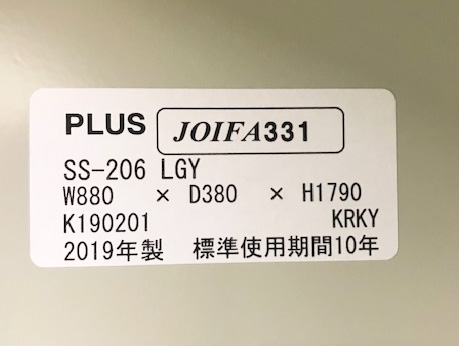 PLUS JOIFA331
SS-206 LGY
W880 × D380 × H1790
K190201 KRKY
2019年製 標準使用期間10年